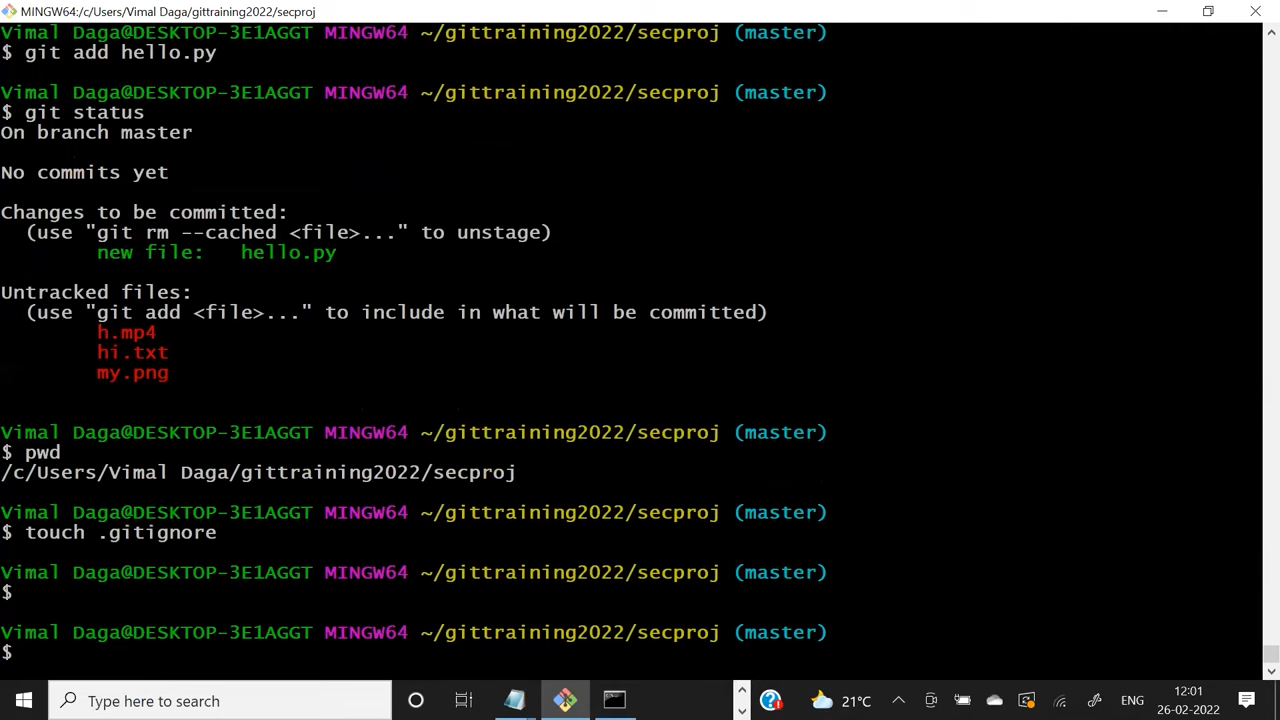 MINGW64:/c/Users/Vimal Daga/gittraining2022/secproj
Vimal Daga@DESKTOP-3E1AGGT MINGW64 ~/gittraining2022/secproj (master)
$ git add hello.py
Vimal Daga@DESKTOP-3E1AGGT MINGW64 ~/gittraining2022/secproj (master)
$ git status
On branch master
No commits yet
Changes to be committed:
(use "git rm --cached <file>..." to unstage)
new file: hello.py
Untracked files:
(use "git add <file>..." to include in what will be committed)
h.mp4
hi.txt
my.png
Vimal Daga@DESKTOP-3E1AGGT MINGW64 ~/gittraining2022/secproj (master)
$ pwd
/c/Users/Vimal Daga/gittraining2022/secproj
Vimal Daga@DESKTOP-3E1AGGT MINGW64 ~/gittraining2022/secproj (master)
$ touch .gitignore
Vimal Daga@DESKTOP-3E1AGGT MINGW64 ~/gittraining2022/secproj (master)
$
Vimal Daga@DESKTOP-3E1AGGT MINGW64 ~/gittraining2022/secproj (master)
$
Type here to search
21°C
ENG
12:01
26-02-2022